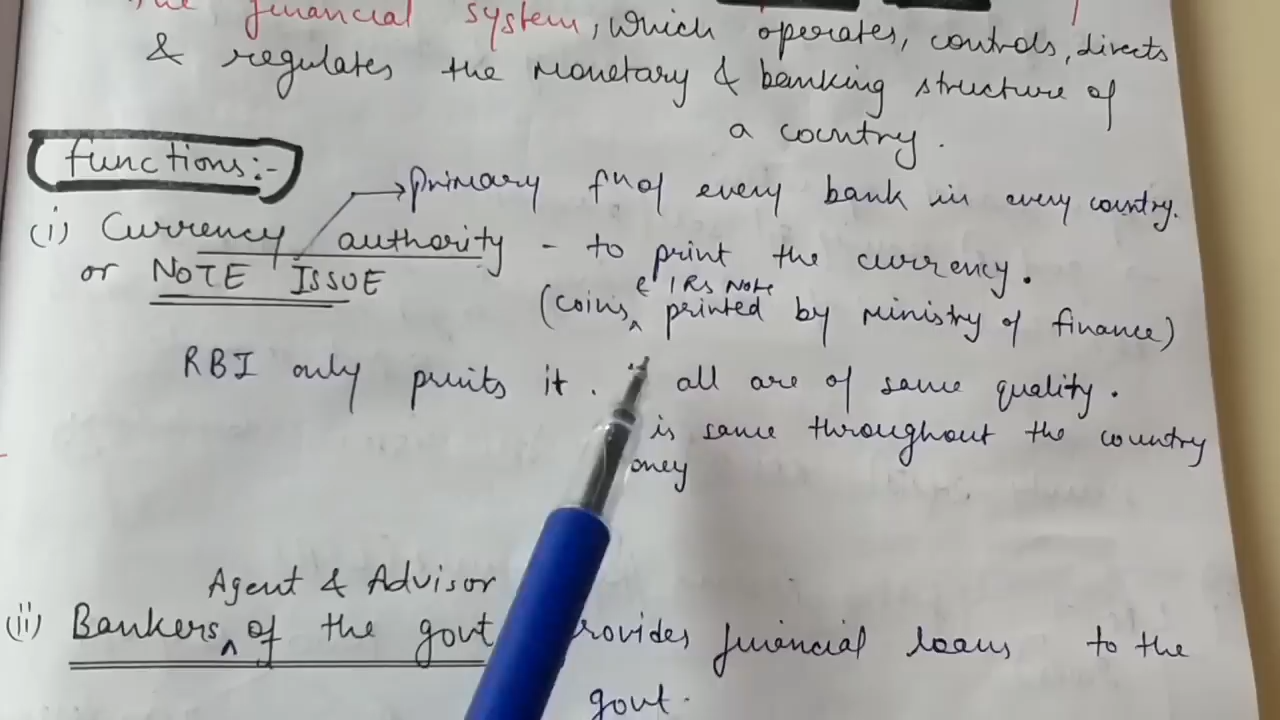 financial system, which operates, controls, directs
& regulates the monetary & banking structure of
a country.
functions:-
→ primary fn of every bank in every country.
(i) Currency authority - to print the currency.
or NOTE ISSUE
& 1 Rs Note
(coins ^ printed by ministry of finance)
RBI only prints it. all are of same quality.
is same throughout the country
oney
Agent & Advisor
(ii) Bankers ^ of the govt rovides financial loans to the
govt.